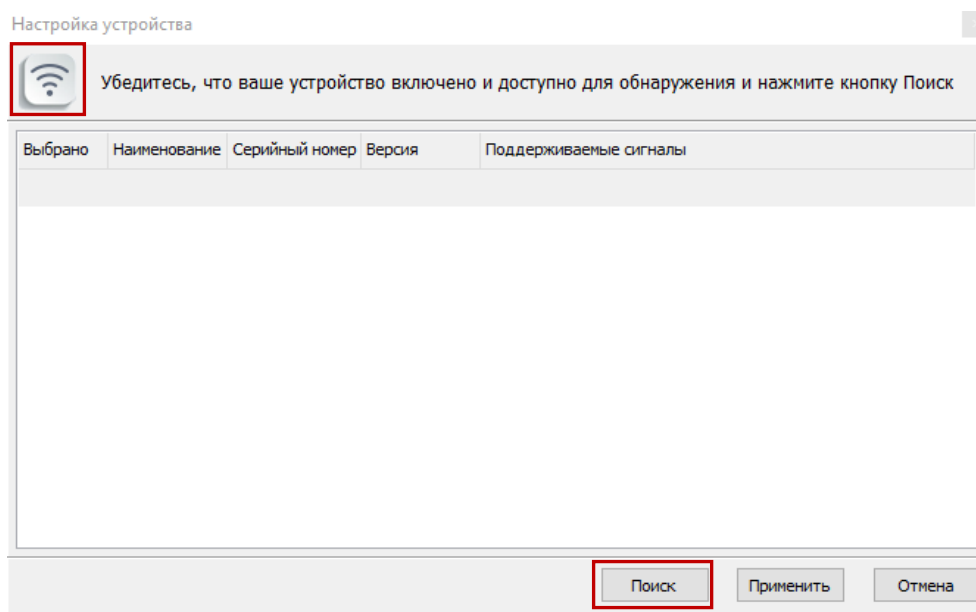 Настройка устройства
Убедитесь, что ваше устройство включено и доступно для обнаружения и нажмите кнопку Поиск
Выбрано Наименование Серийный номер Версия Поддерживаемые сигналы
Поиск Применить Отмена